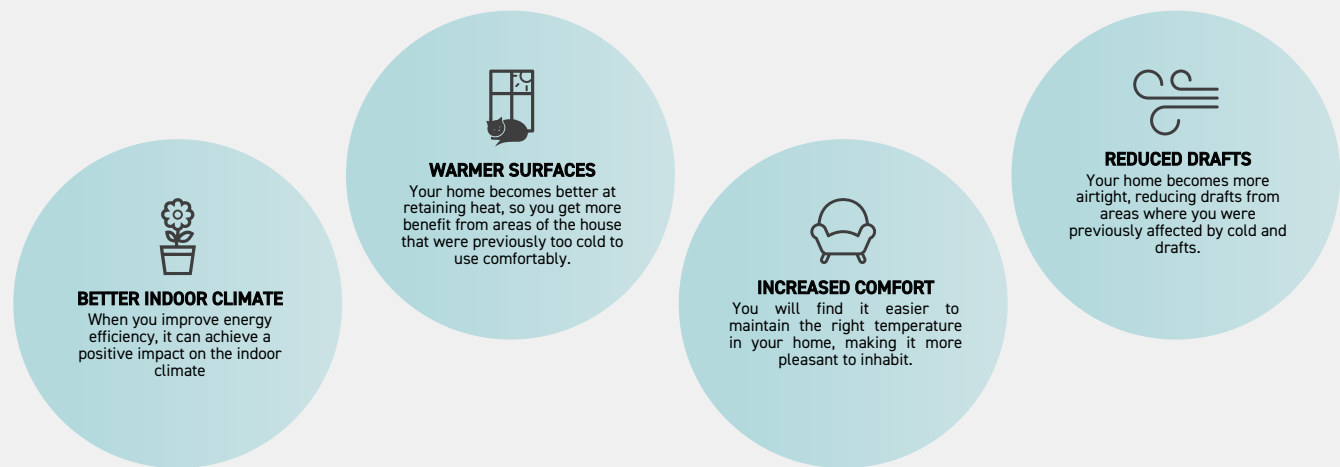 BETTER INDOOR CLIMATE
When you improve energy
efficiency, it can achieve a
positive impact on the indoor
climate
WARMER SURFACES
Your home becomes better at
retaining heat, so you get more
benefit from areas of the house
that were previously too cold to
use comfortably.
INCREASED COMFORT
You will find it easier to
maintain the right temperature
in your home, making it more
pleasant to inhabit.
REDUCED DRAFTS
Your home becomes more
airtight, reducing drafts from
areas where you were
previously affected by cold and
drafts.